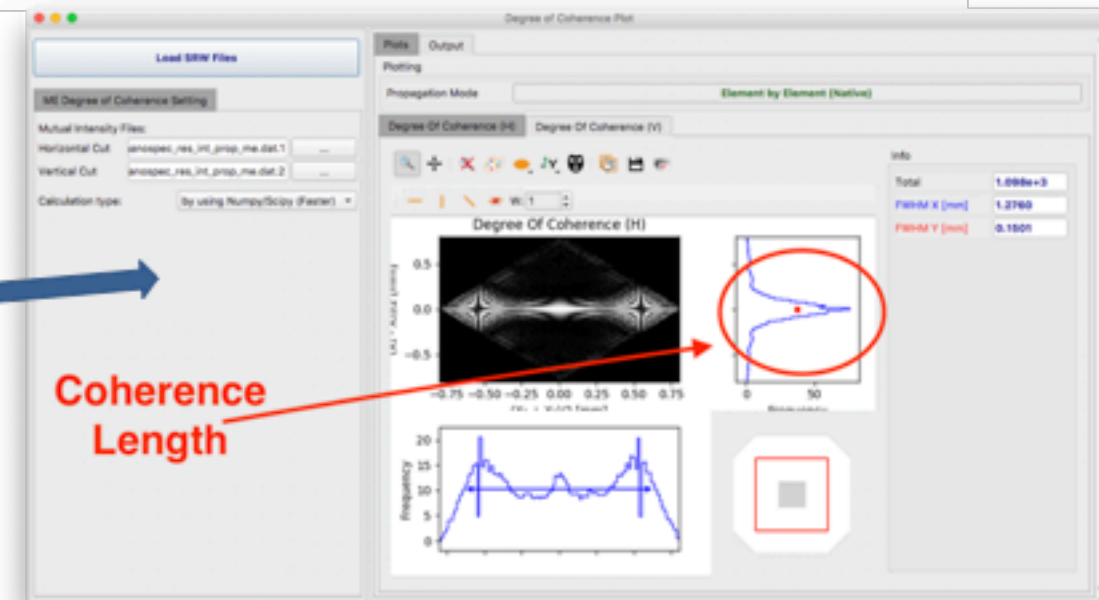 Degree of Coherence Plot
Load SRW Files
ME Degree of Coherence Setting
Mutual Intensity Files:
Horizontal Cut anospec_res_int_prop_me.dat.1 ...
Vertical Cut anospec_res_int_prop_me.dat.2 ...
Calculation type: by using Numpy/Scipy (Faster)
Plots Output
Plotting
Propagation Mode Element by Element (Native)
Degree Of Coherence (H) Degree Of Coherence (V)
W: 1
Info
Total 1.098e+3
FWHM X [mm] 1.2760
FWHM Y [mm] 0.1501
Degree Of Coherence (H)
0.5
0.0
−0.5
−0.75 −0.50 −0.25 0.00 0.25 0.50 0.75
0 50
Frequency
20
15
10
5
0
Frequency
Coherence
Length